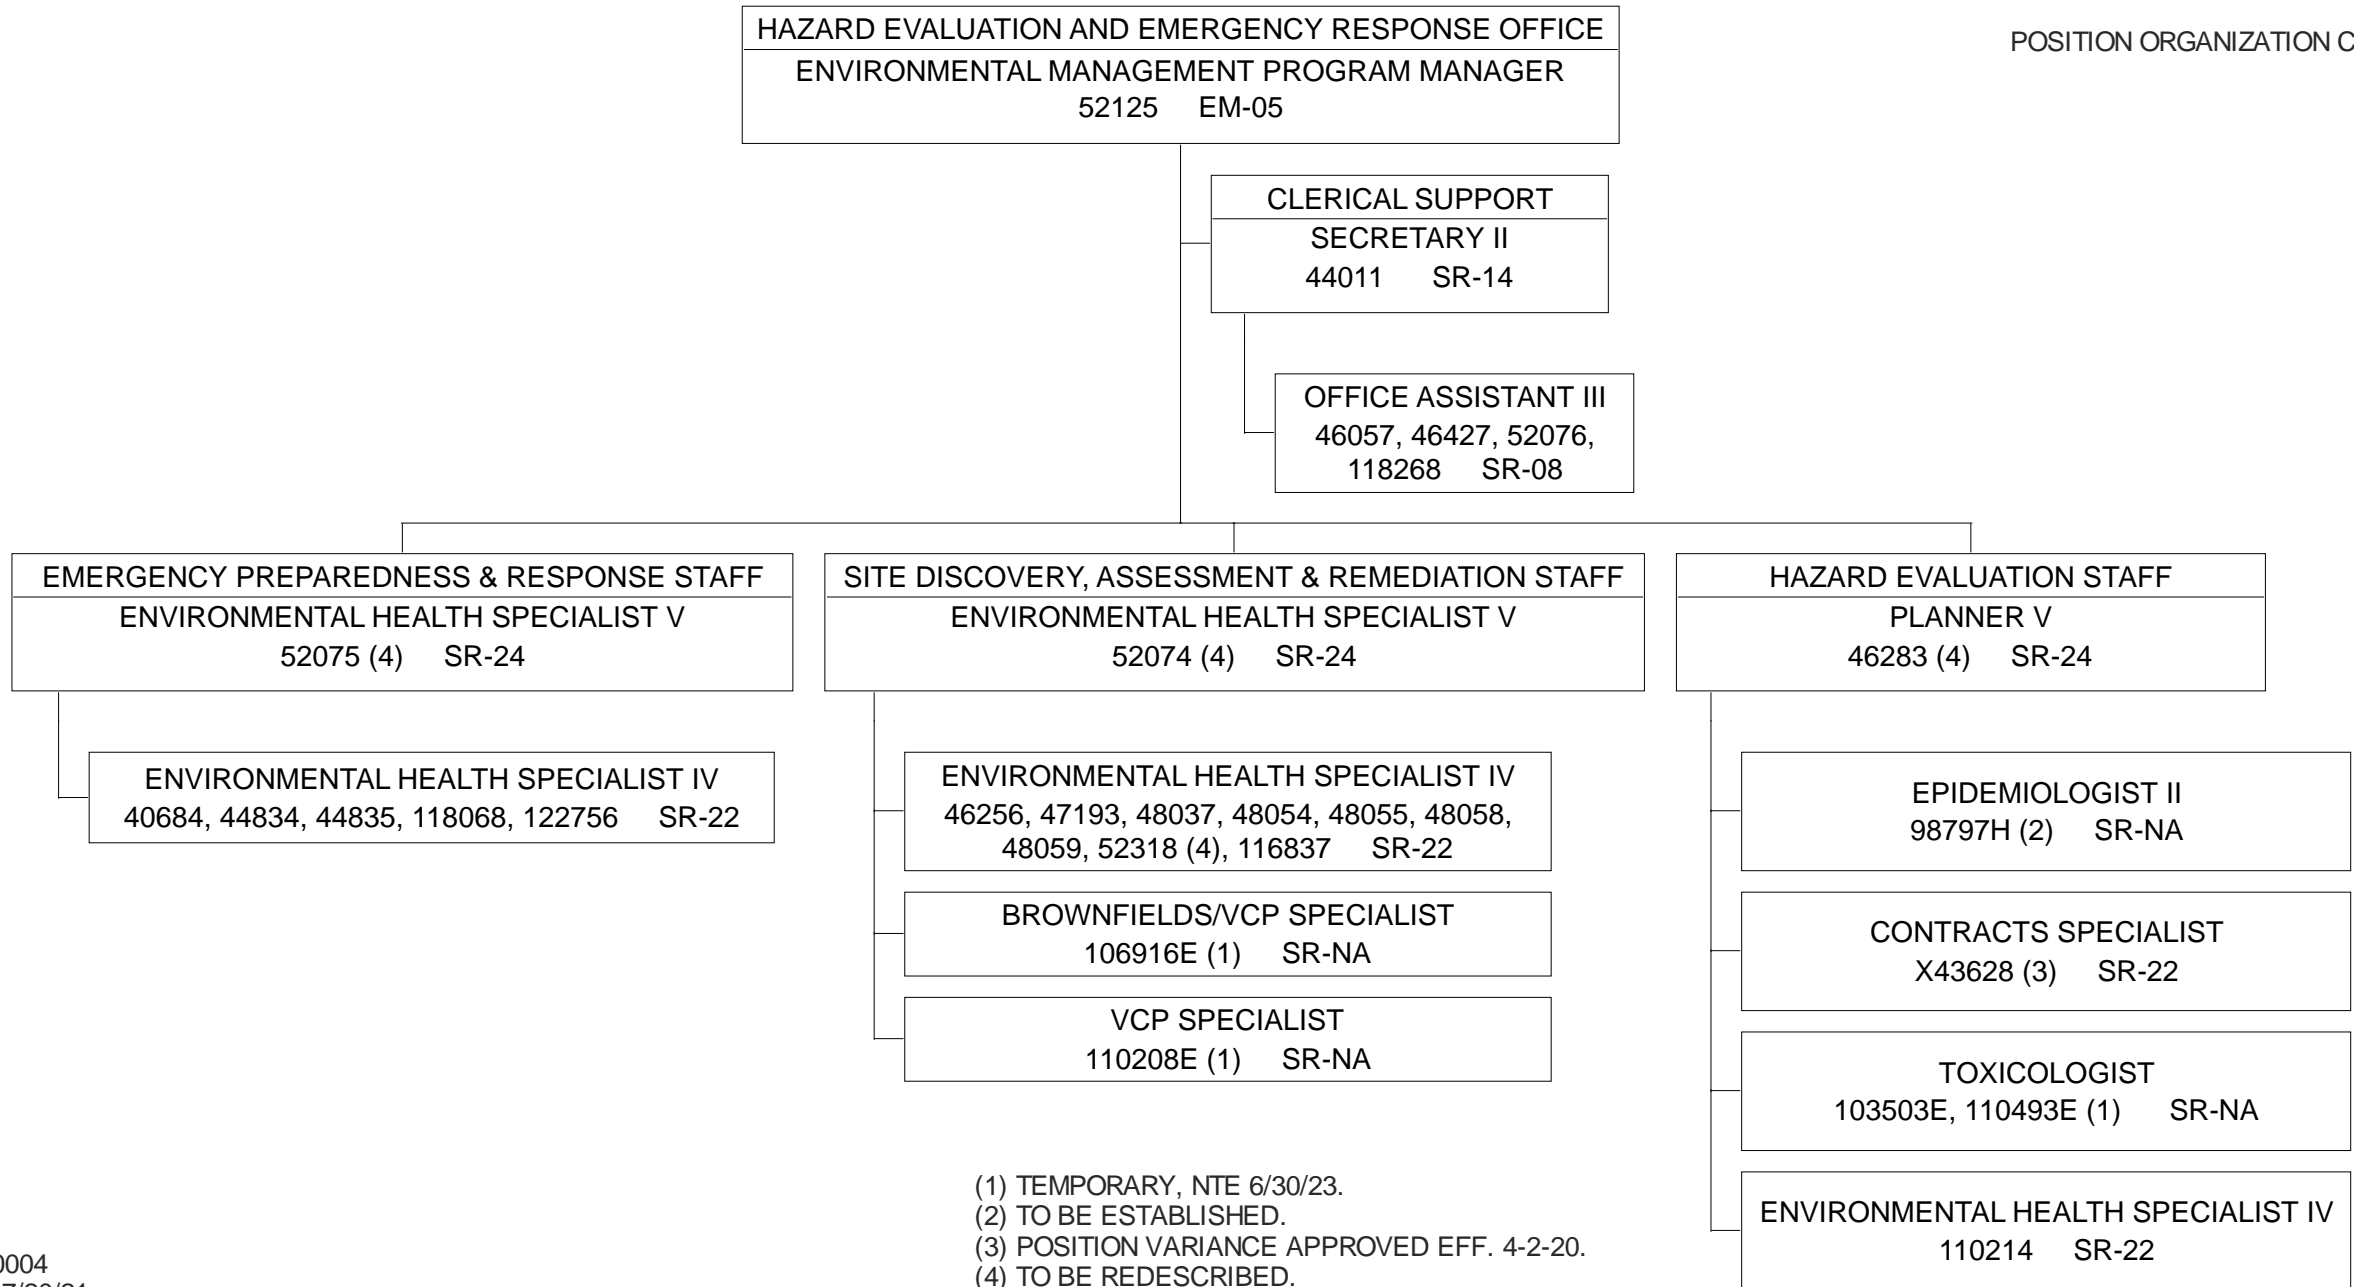 HAZARD EVALUATION AND EMERGENCY RESPONSE OFFICE
ENVIRONMENTAL MANAGEMENT PROGRAM MANAGER
52125 EM-05
POSITION ORGANIZATION C
CLERICAL SUPPORT
SECRETARY II
44011 SR-14
OFFICE ASSISTANT III
46057, 46427, 52076,
118268 SR-08
EMERGENCY PREPAREDNESS & RESPONSE STAFF
ENVIRONMENTAL HEALTH SPECIALIST V
52075 (4) SR-24
ENVIRONMENTAL HEALTH SPECIALIST IV
40684, 44834, 44835, 118068, 122756 SR-22
SITE DISCOVERY, ASSESSMENT & REMEDIATION STAFF
ENVIRONMENTAL HEALTH SPECIALIST V
52074 (4) SR-24
ENVIRONMENTAL HEALTH SPECIALIST IV
46256, 47193, 48037, 48054, 48055, 48058,
48059, 52318 (4), 116837 SR-22
BROWNFIELDS/VCP SPECIALIST
106916E (1) SR-NA
VCP SPECIALIST
110208E (1) SR-NA
HAZARD EVALUATION STAFF
PLANNER V
46283 (4) SR-24
EPIDEMIOLOGIST II
98797H (2) SR-NA
CONTRACTS SPECIALIST
X43628 (3) SR-22
TOXICOLOGIST
103503E, 110493E (1) SR-NA
ENVIRONMENTAL HEALTH SPECIALIST IV
110214 SR-22
(1) TEMPORARY, NTE 6/30/23.
(2) TO BE ESTABLISHED.
(3) POSITION VARIANCE APPROVED EFF. 4-2-20.
(4) TO BE REDESCRIBED.
0004